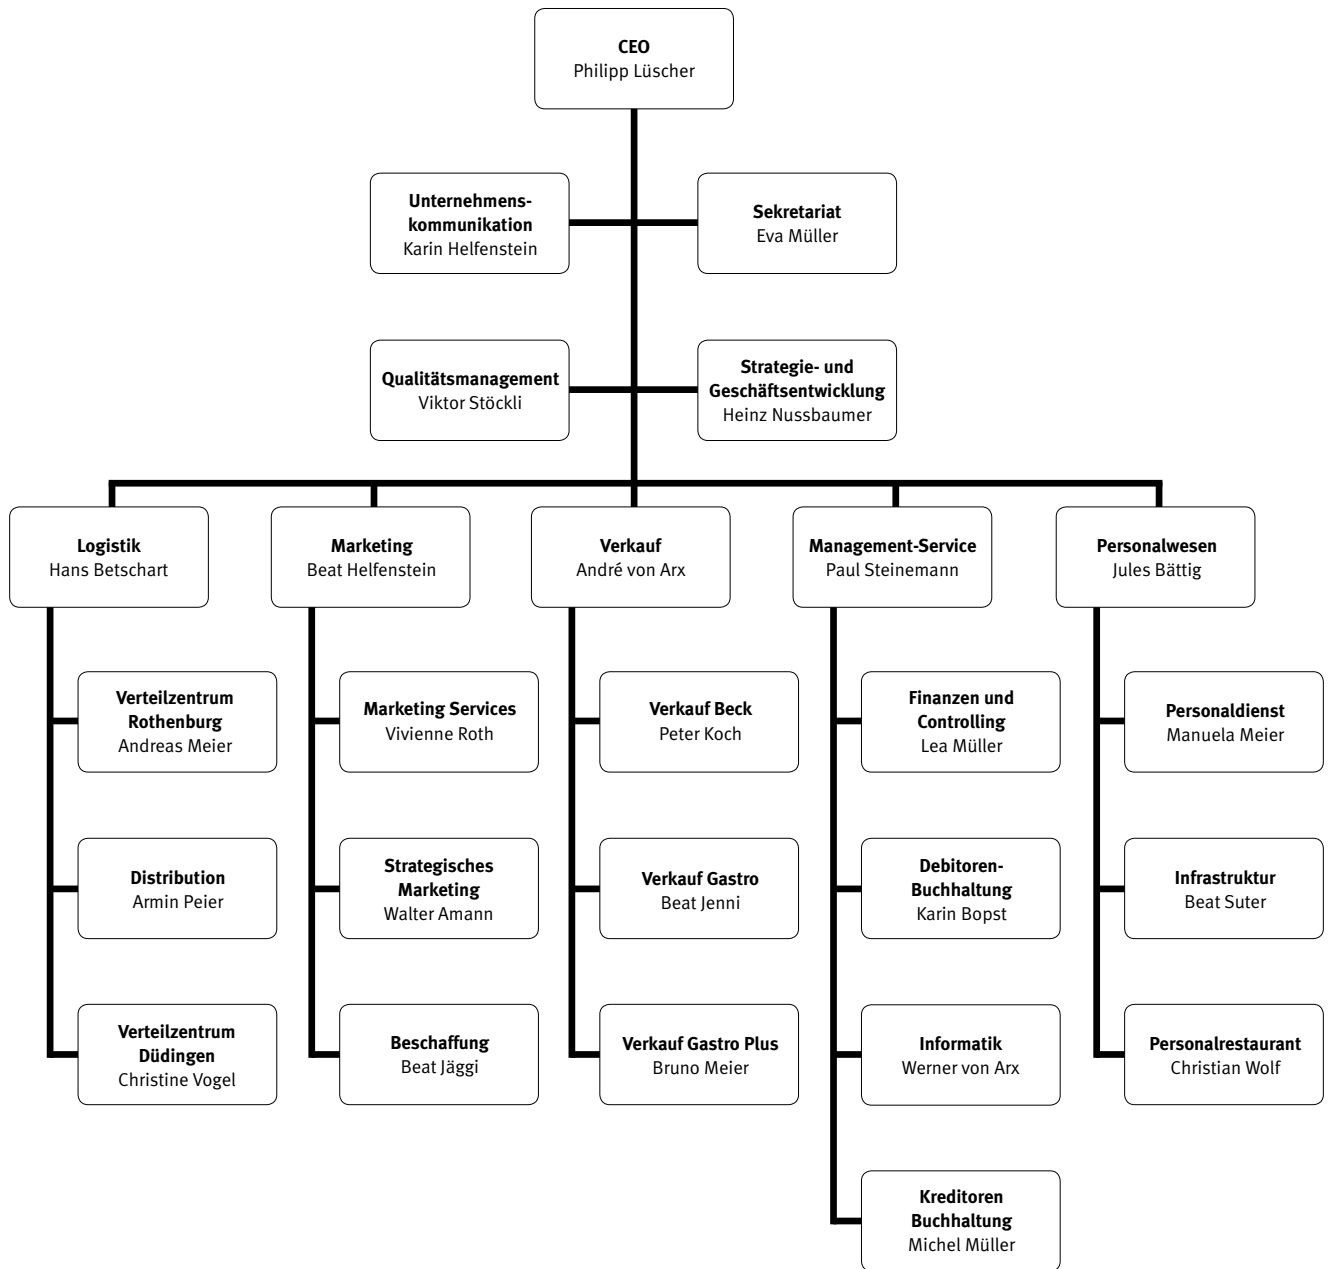 CEO
Philipp Lüscher
Unternehmens-
kommunikation
Karin Helfenstein
Sekretariat
Eva Müller
Qualitätsmanagement
Viktor Stöckli
Strategie- und
Geschäftsentwicklung
Heinz Nussbaumer
Logistik
Hans Betschart
Marketing
Beat Helfenstein
Verkauf
André von Arx
Management-Service
Paul Steinemann
Personalwesen
Jules Bättig
Verteilzentrum
Rothenburg
Andreas Meier
Marketing Services
Vivienne Roth
Verkauf Beck
Peter Koch
Finanzen und
Controlling
Lea Müller
Personaldienst
Manuela Meier
Distribution
Armin Peier
Strategisches
Marketing
Walter Amann
Verkauf Gastro
Beat Jenni
Debitoren-
Buchhaltung
Karin Bopst
Infrastruktur
Beat Suter
Verteilzentrum
Düdingen
Christine Vogel
Beschaffung
Beat Jäggi
Verkauf Gastro Plus
Bruno Meier
Informatik
Werner von Arx
Personalrestaurant
Christian Wolf
Kreditoren
Buchhaltung
Michel Müller